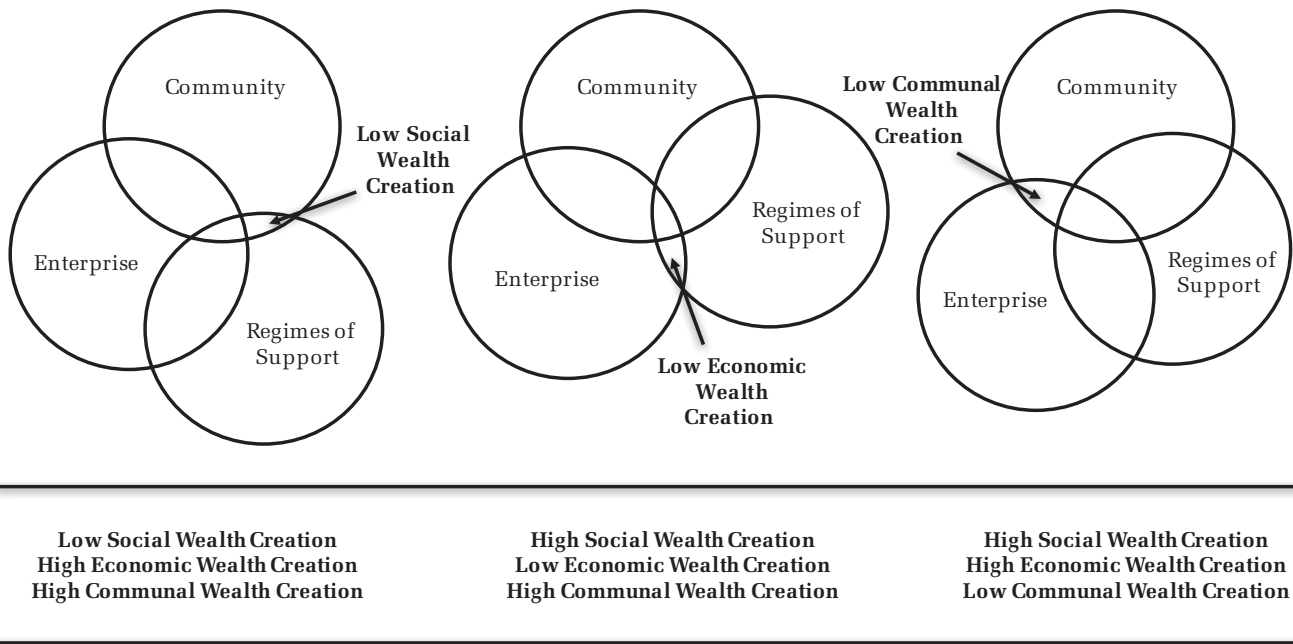 Community
Low Social
Wealth
Creation
Enterprise
Regimes of
Support
Community
Regimes of
Support
Enterprise
Low Economic
Wealth
Creation
Low Communal
Wealth
Creation
Community
Regimes of
Support
Enterprise
Low Social Wealth Creation
High Economic Wealth Creation
High Communal Wealth Creation
High Social Wealth Creation
Low Economic Wealth Creation
High Communal Wealth Creation
High Social Wealth Creation
High Economic Wealth Creation
Low Communal Wealth Creation